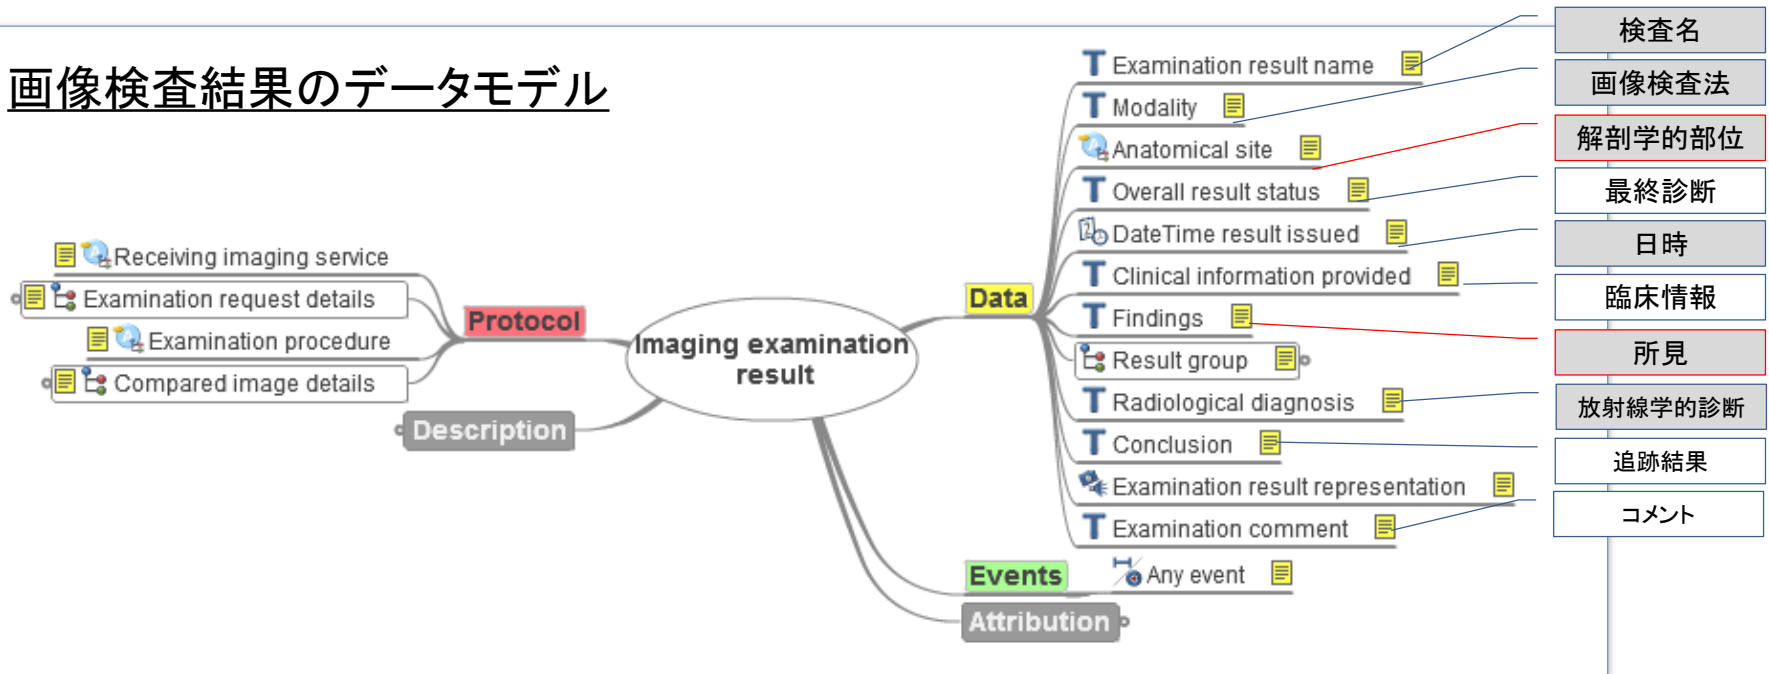 画像検査結果のデータモデル
Receiving imaging service
Examination request details
Examination procedure
Compared image details
Protocol
Description
Imaging examination
result
Data
Examination result name
Modality
Anatomical site
Overall result status
DateTime result issued
Clinical information provided
Findings
Result group
Radiological diagnosis
Conclusion
Examination result representation
Examination comment
Events
Any event
Attribution
検査名
画像検査法
解剖学的部位
最終診断
日時
臨床情報
所見
放射線学的診断
追跡結果
コメント